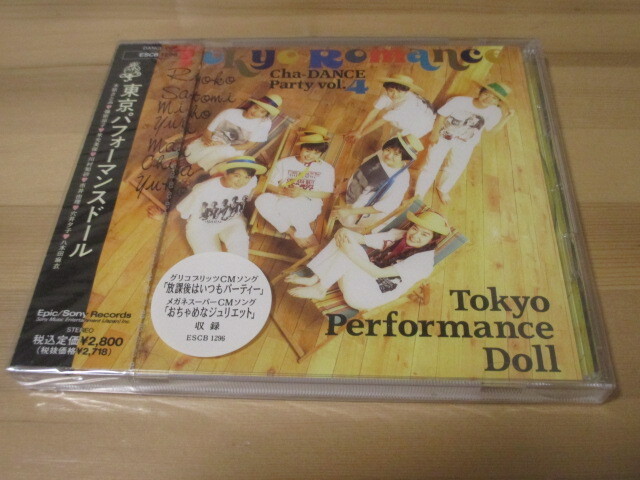 Tokyo Romance
Cha-DANCE
Party vol.4
Ryoko
Satomi
Miho
Yuki
Mai
Chika
ESCB
東京パフォーマンスドール
Epic/Sony Records
STEREO
税込定価¥2,800
(税抜価格¥2,718)
グリコプリッツCMソング
「放課後はいつもパーティー」
メガネスーパーCMソング
「おちゃめなジュリエット」
収録
ESCB 1296
Tokyo
Performance
Doll